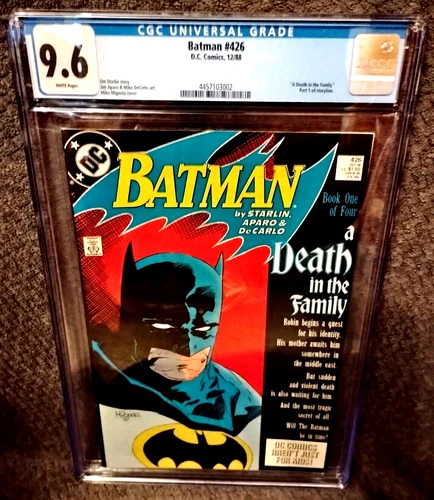 CGC UNIVERSAL GRADE
9.6
WHITE Pages
Batman #426
D.C. Comics, 12/88
Jim Starlin story
Jim Aparo & Mike DeCarlo art
Mike Mignola cover
4457103002
"A Death in the Family"
Part 1 of storyline
DC
BATMAN
by STARLIN,
APARO &
DeCARLO
426
Book One
of Four
a
Death
in the
Family
Robin begins a quest
for his identity.
His mother awaits him
somewhere in
the middle east.
But sudden
and violent death
is also waiting for him.
And the most tragic
secret of all
Will The Batman
be in time?
DC COMICS
AREN'T JUST
FOR KIDS!